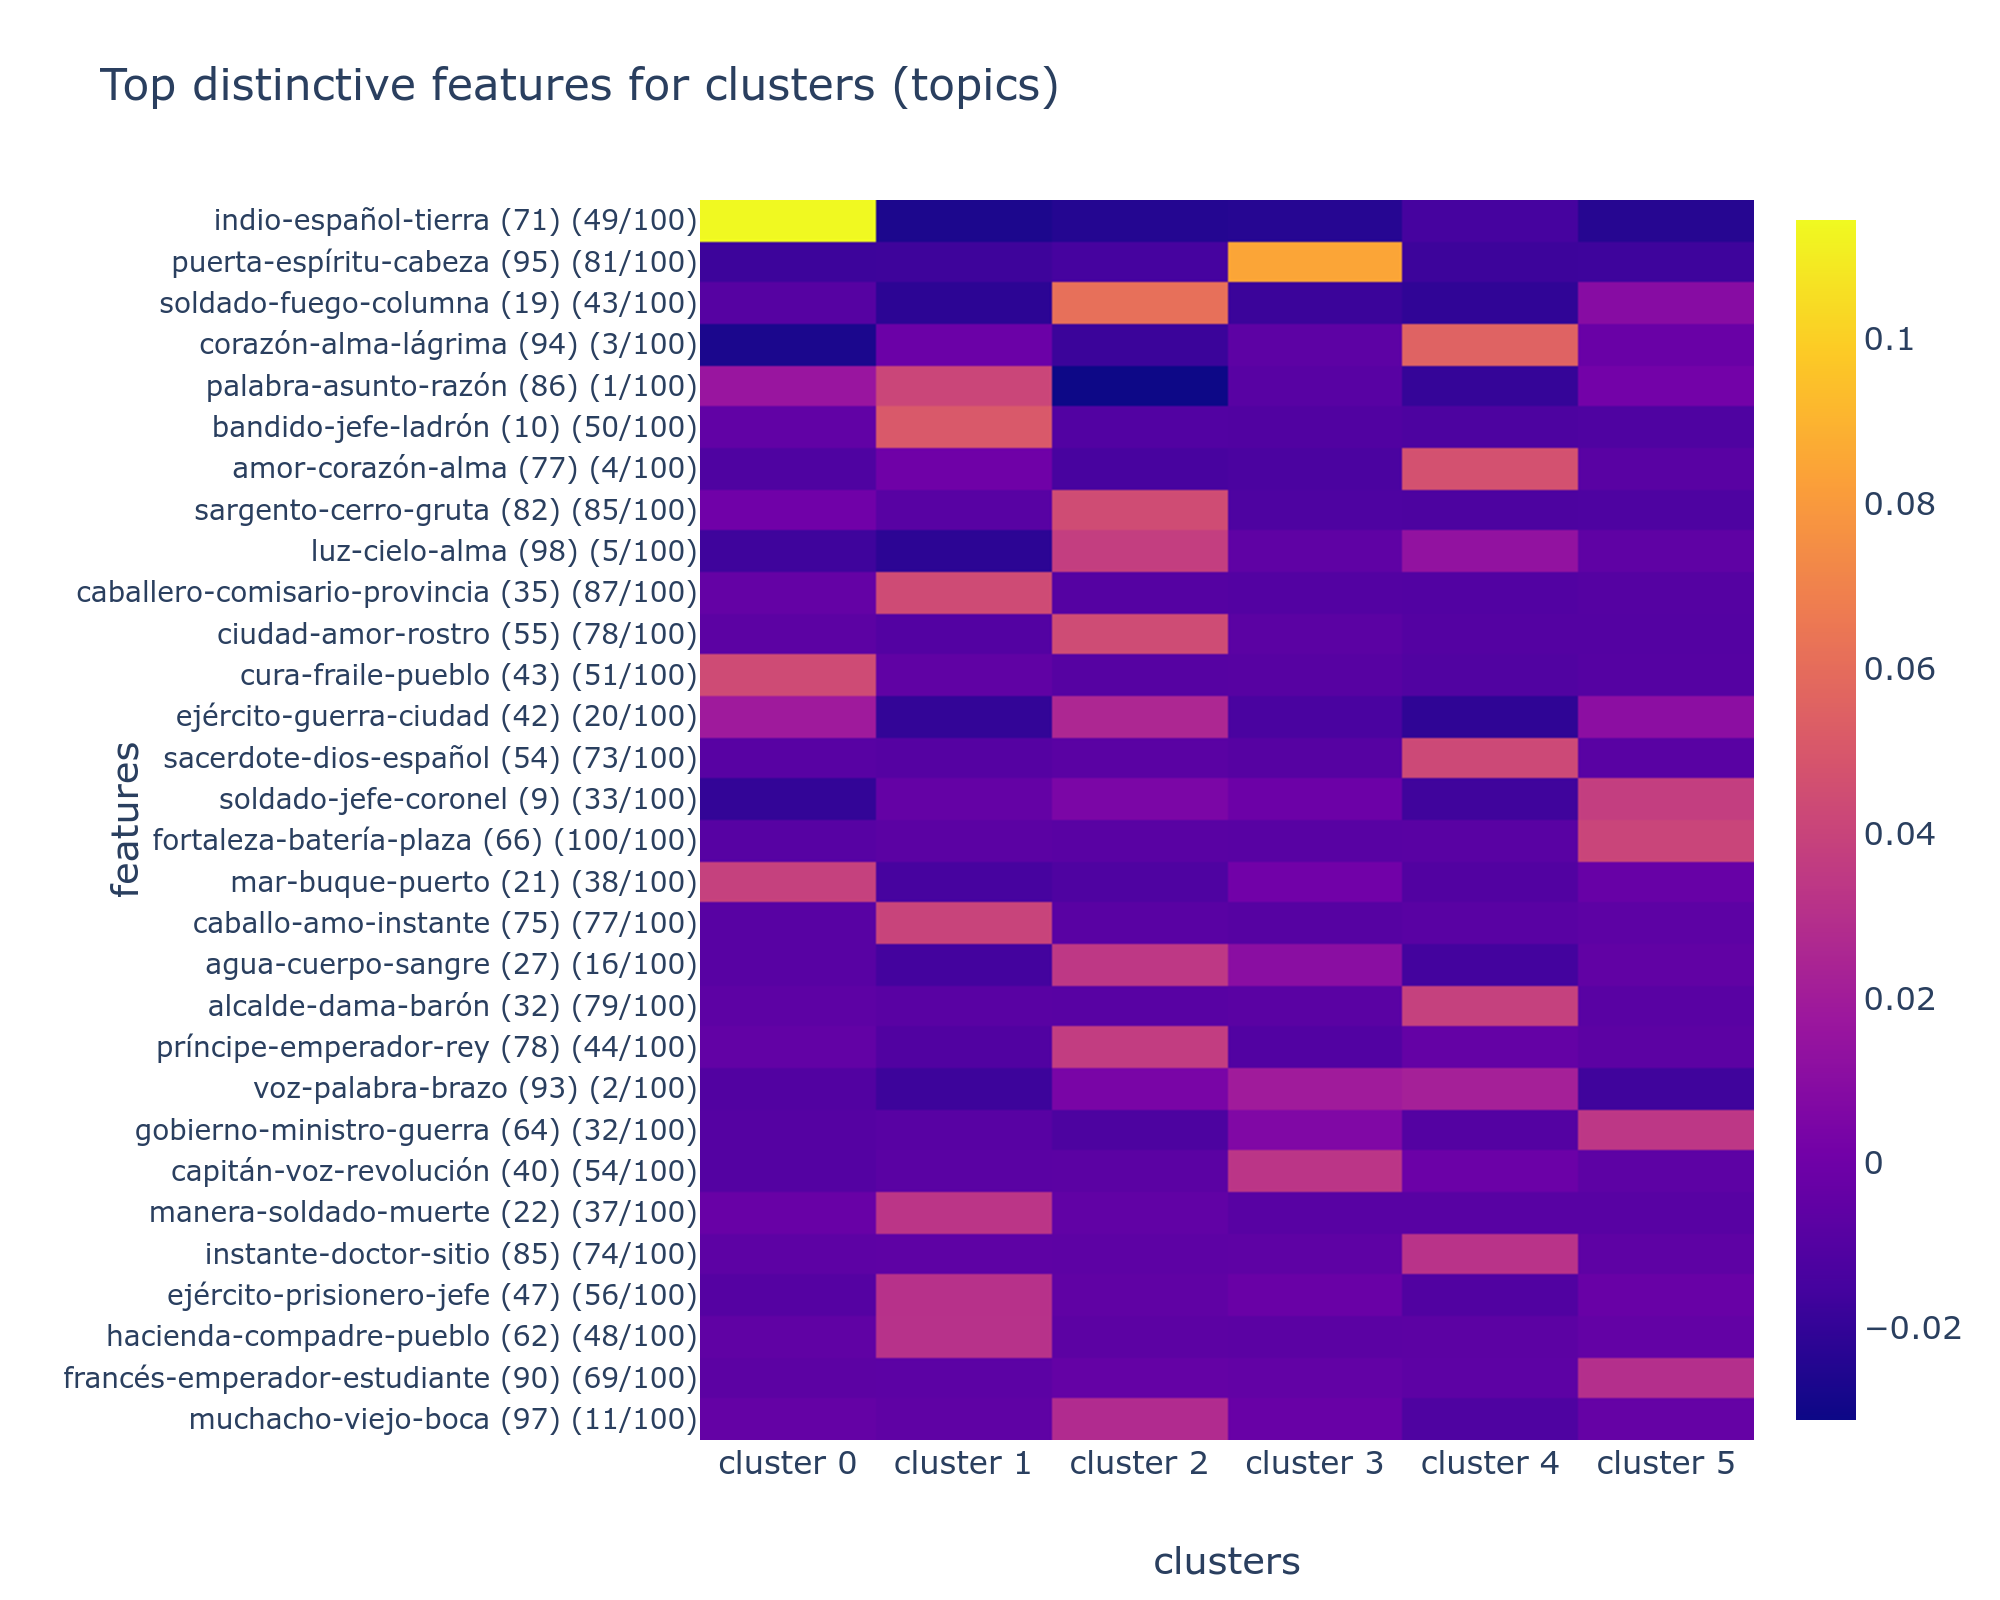 Top distinctive features for clusters (topics)
indio-español-tierra (71) (49/100)
puerta-espíritu-cabeza (95) (81/100)
soldado-fuego-columna (19) (43/100)
corazón-alma-lágrima (94) (3/100)
palabra-asunto-razón (86) (1/100)
bandido-jefe-ladrón (10) (50/100)
amor-corazón-alma (77) (4/100)
sargento-cerro-gruta (82) (85/100)
luz-cielo-alma (98) (5/100)
caballero-comisario-provincia (35) (87/100)
ciudad-amor-rostro (55) (78/100)
cura-fraile-pueblo (43) (51/100)
ejército-guerra-ciudad (42) (20/100)
sacerdote-dios-español (54) (73/100)
soldado-jefe-coronel (9) (33/100)
fortaleza-batería-plaza (66) (100/100)
mar-buque-puerto (21) (38/100)
caballo-amo-instante (75) (77/100)
agua-cuerpo-sangre (27) (16/100)
alcalde-dama-barón (32) (79/100)
príncipe-emperador-rey (78) (44/100)
voz-palabra-brazo (93) (2/100)
gobierno-ministro-guerra (64) (32/100)
capitán-voz-revolución (40) (54/100)
manera-soldado-muerte (22) (37/100)
instante-doctor-sitio (85) (74/100)
ejército-prisionero-jefe (47) (56/100)
hacienda-compadre-pueblo (62) (48/100)
francés-emperador-estudiante (90) (69/100)
muchacho-viejo-boca (97) (11/100)
features
cluster 0 cluster 1 cluster 2 cluster 3 cluster 4 cluster 5
clusters
0.1
0.08
0.06
0.04
0.02
0
−0.02